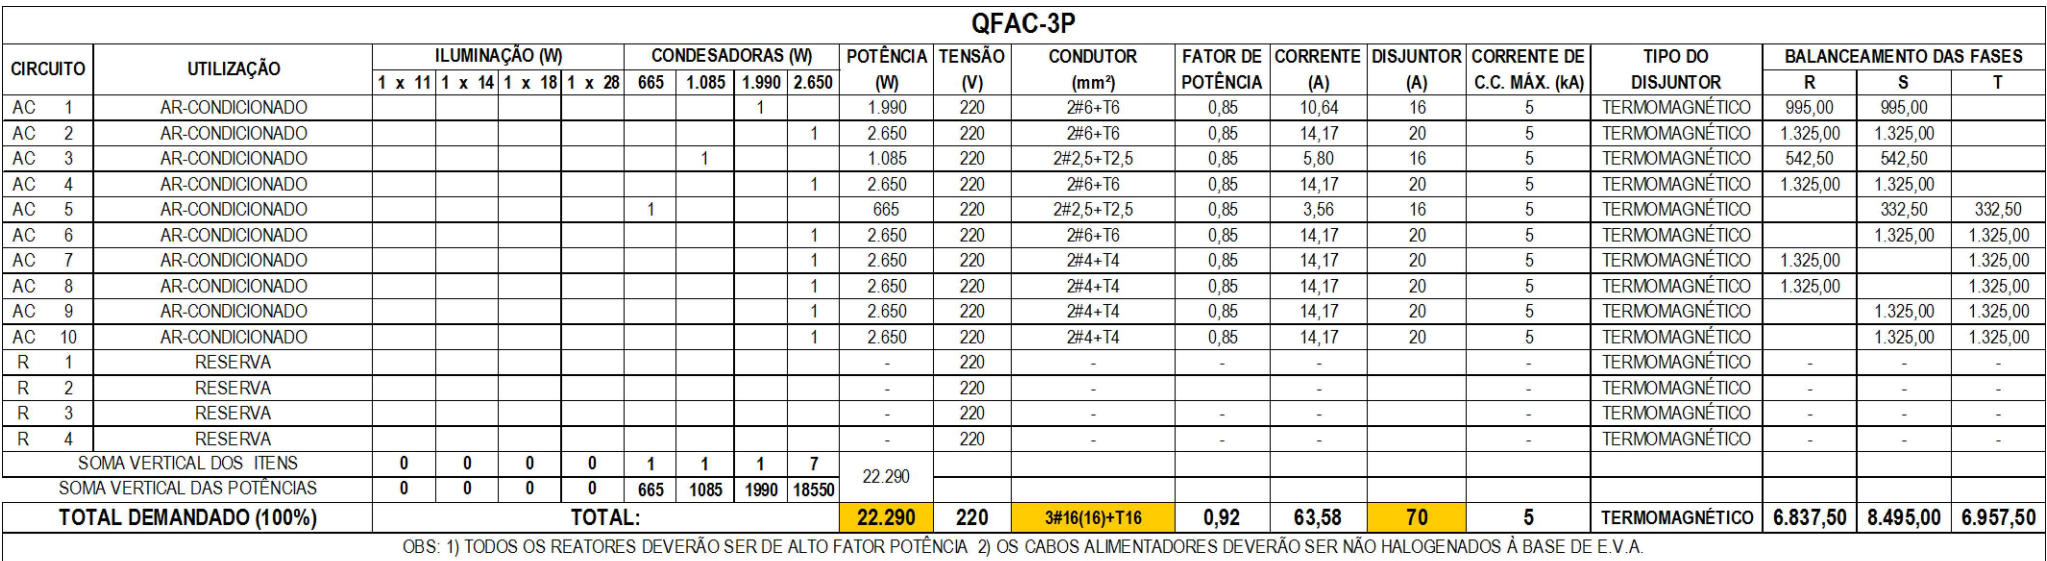 QFAC-3P
CIRCUITO UTILIZAÇÃO ILUMINAÇÃO (W) CONDESADORAS (W) POTÊNCIA (W) TENSÃO (V) CONDUTOR (mm²) FATOR DE POTÊNCIA CORRENTE (A) DISJUNTOR (A) CORRENTE DE C.C. MÁX. (kA) TIPO DO DISJUNTOR BALANCEAMENTO DAS FASES
1 x 11 1 x 14 1 x 18 1 x 28 665 1.085 1.990 2.650 R S T
AC 1 AR-CONDICIONADO 1 1.990 220 2#6+T6 0,85 10,64 16 5 TERMOMAGNÉTICO 995,00 995,00
AC 2 AR-CONDICIONADO 1 2.650 220 2#6+T6 0,85 14,17 20 5 TERMOMAGNÉTICO 1.325,00 1.325,00
AC 3 AR-CONDICIONADO 1 1.085 220 2#2,5+T2,5 0,85 5,80 16 5 TERMOMAGNÉTICO 542,50 542,50
AC 4 AR-CONDICIONADO 1 2.650 220 2#6+T6 0,85 14,17 20 5 TERMOMAGNÉTICO 1.325,00 1.325,00
AC 5 AR-CONDICIONADO 1 665 220 2#2,5+T2,5 0,85 3,56 16 5 TERMOMAGNÉTICO 332,50 332,50
AC 6 AR-CONDICIONADO 1 2.650 220 2#6+T6 0,85 14,17 20 5 TERMOMAGNÉTICO 1.325,00 1.325,00
AC 7 AR-CONDICIONADO 1 2.650 220 2#4+T4 0,85 14,17 20 5 TERMOMAGNÉTICO 1.325,00 1.325,00
AC 8 AR-CONDICIONADO 1 2.650 220 2#4+T4 0,85 14,17 20 5 TERMOMAGNÉTICO 1.325,00 1.325,00
AC 9 AR-CONDICIONADO 1 2.650 220 2#4+T4 0,85 14,17 20 5 TERMOMAGNÉTICO 1.325,00 1.325,00
AC 10 AR-CONDICIONADO 1 2.650 220 2#4+T4 0,85 14,17 20 5 TERMOMAGNÉTICO 1.325,00 1.325,00
R 1 RESERVA - 220 - - - - - TERMOMAGNÉTICO - - -
R 2 RESERVA - 220 - - - - - TERMOMAGNÉTICO - - -
R 3 RESERVA - 220 - - - - - TERMOMAGNÉTICO - - -
R 4 RESERVA - 220 - - - - - TERMOMAGNÉTICO - - -
SOMA VERTICAL DOS ITENS 0 0 0 0 1 1 1 7 22.290
SOMA VERTICAL DAS POTÊNCIAS 0 0 0 0 665 1085 1990 18550
TOTAL DEMANDADO (100%) TOTAL: 22.290 220 3#16(16)+T16 0,92 63,58 70 5 TERMOMAGNÉTICO 6.837,50 8.495,00 6.957,50
OBS: 1) TODOS OS REATORES DEVERÃO SER DE ALTO FATOR POTÊNCIA 2) OS CABOS ALIMENTADORES DEVERÃO SER NÃO HALOGENADOS À BASE DE E.V.A.